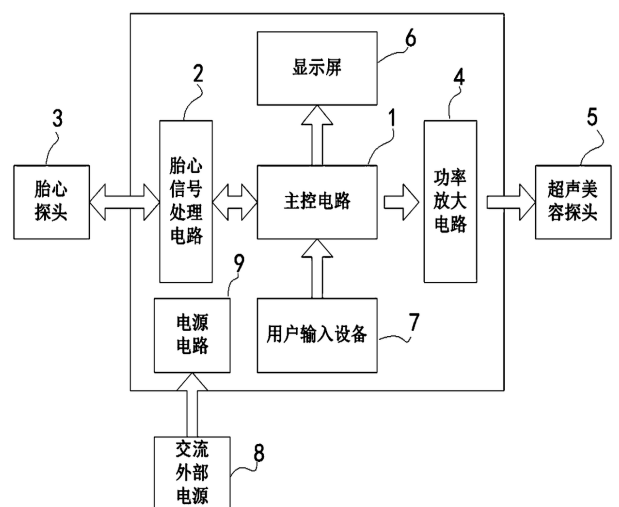 6
显示屏
2
4
3
1
5
胎心
探头
胎心
信号
处理
电路
主控电路
功率
放大
电路
超声美
容探头
9
电源
电路
用户输入设备
7
交流
外部
电源
8